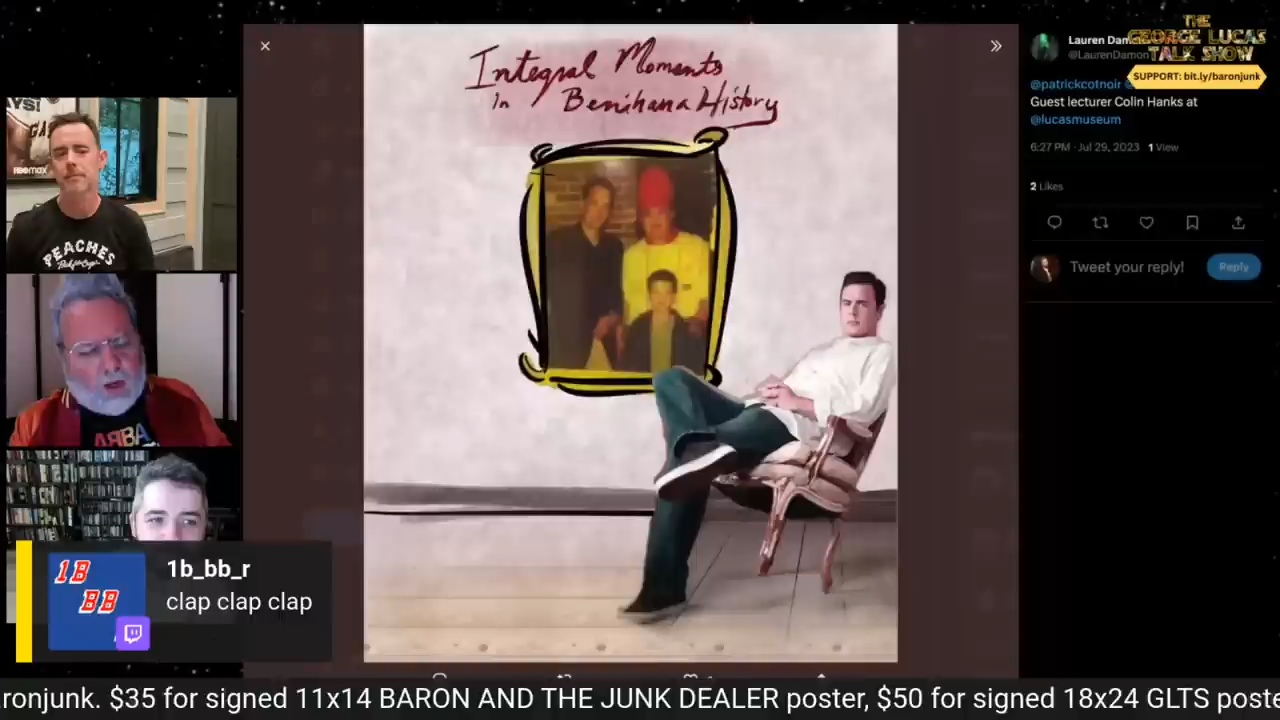 Integral Moments
In Benihana History
Lauren Dam
@LaurenDamon
THE
GEORGE LUCAS
TALK SHOW
SUPPORT: bit.ly/baronjunk
@patrickcotnoir
Guest lecturer Colin Hanks at
@lucasmuseum
6:27 PM · Jul 29, 2023 1 View
2 Likes
Tweet your reply!
Reply
HBOmax
PEACHES
ABBA
1B
BB
1b_bb_r
clap clap clap
ronjunk. $35 for signed 11x14 BARON AND THE JUNK DEALER poster, $50 for signed 18x24 GLTS poste